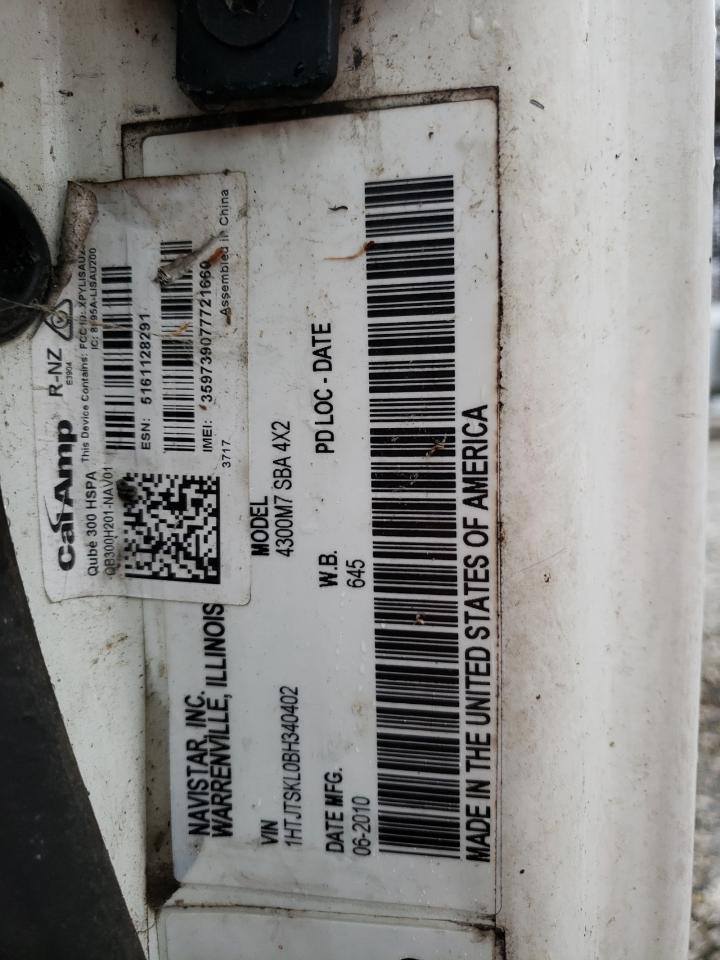 CalAmp R-NZ
E3904
Qube 300 HSPA
QB300H201-NAV01
This Device Contains: FCC ID: XPYLISAU200
IC: 8595A-LISAU200
ESN: 5161128291
IMEI: 359739077721660
3717
Assembled in China
NAVISTAR, INC.
WARRENVILLE, ILLINOIS
VIN
1HTJTSKL0BH340402
MODEL
4300M7 SBA 4X2
DATE MFG.
06-2010
W.B.
645
PD LOC - DATE
MADE IN THE UNITED STATES OF AMERICA